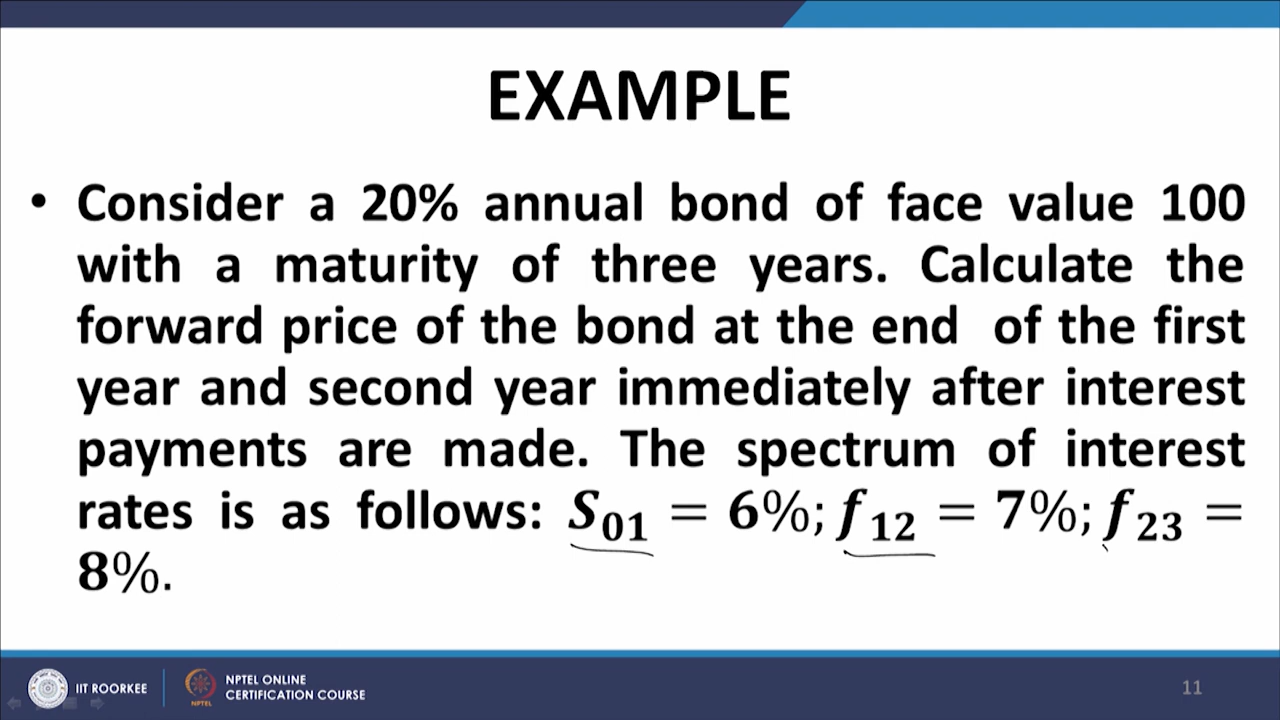 EXAMPLE
• Consider a 20% annual bond of face value 100
with a maturity of three years. Calculate the
forward price of the bond at the end of the first
year and second year immediately after interest
payments are made. The spectrum of interest
rates is as follows: S₀₁ = 6%; f₁₂ = 7%; f₂₃ =
8%.
IIT ROORKEE
NPTEL
NPTEL ONLINE
CERTIFICATION COURSE
11